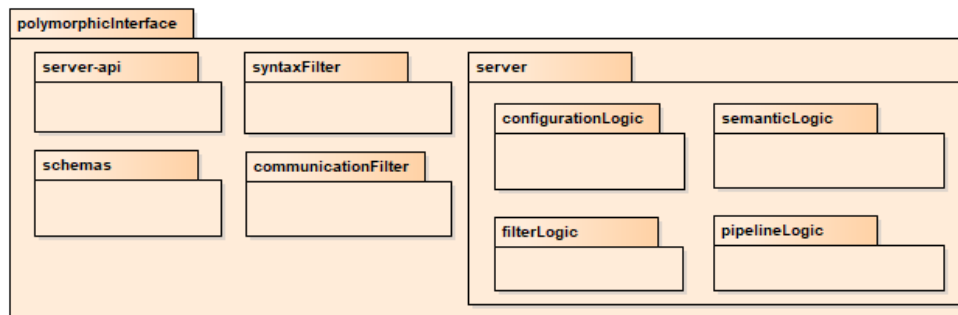 polymorphicInterface
server-api
syntaxFilter
server
configurationLogic
semanticLogic
schemas
communicationFilter
filterLogic
pipelineLogic